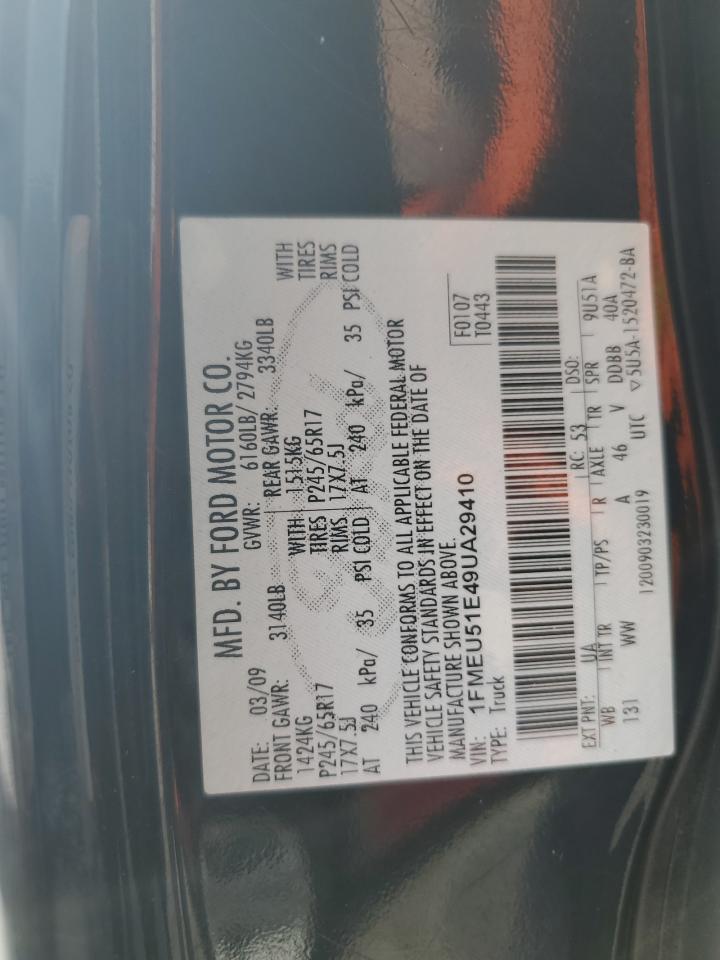 MFD. BY FORD MOTOR CO.
DATE: 03/09 GVWR: 6160LB/ 2794KG
FRONT GAWR: 3140LB REAR GAWR: 3340LB
1424KG WITH 1515KG WITH
P245/65R17 TIRES P245/65R17 TIRES
17X7.5J RIMS 17X7.5J RIMS
AT 240 kPa/ 35 PSI COLD AT 240 kPa/ 35 PSI COLD
THIS VEHICLE CONFORMS TO ALL APPLICABLE FEDERAL MOTOR
VEHICLE SAFETY STANDARDS IN EFFECT ON THE DATE OF
MANUFACTURE SHOWN ABOVE.
VIN: 1FMEU51E49UA29410 F0107
TYPE: Truck T0443
EXT PNT: UA RC: 53 DSO:
WB INT TR TP/PS R AXLE TR SPR 9U51A
131 WW A 46 V DDBB 40A
1200903230019 UTC ▽5U5A-1520472-BA